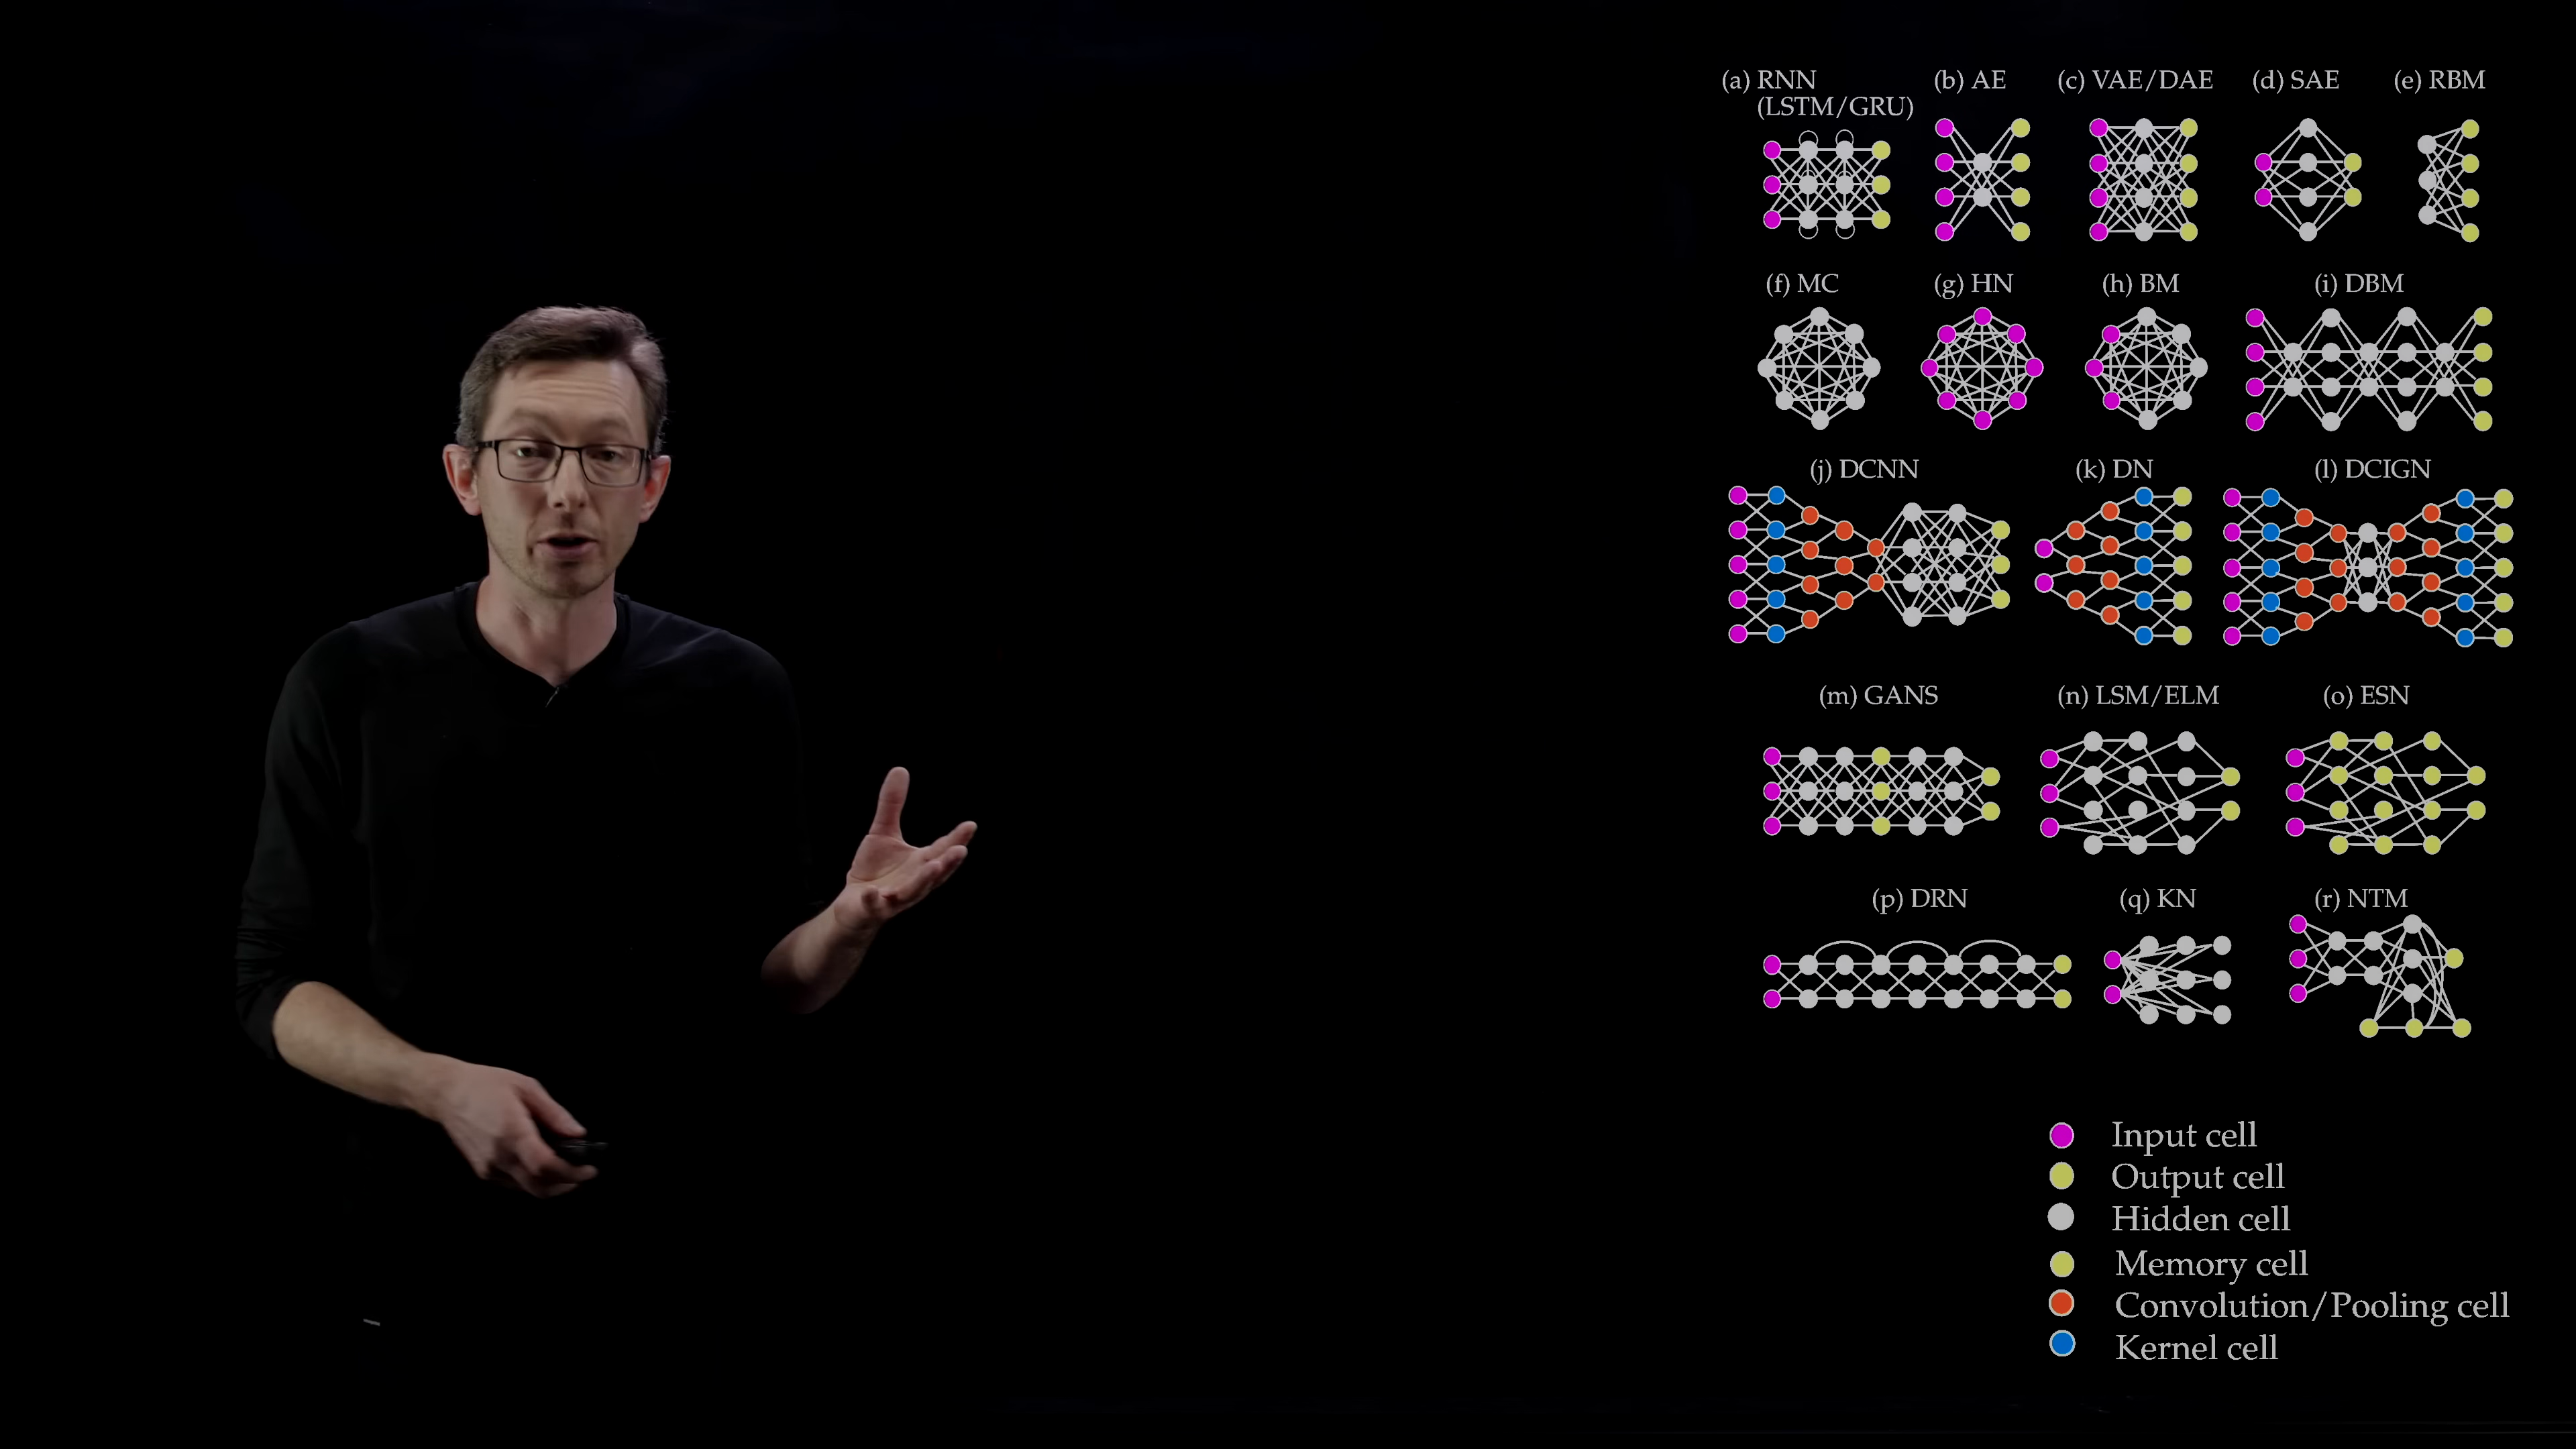 (a) RNN
(LSTM/GRU)
(b) AE
(c) VAE/DAE
(d) SAE
(e) RBM
(f) MC
(g) HN
(h) BM
(i) DBM
(j) DCNN
(k) DN
(l) DCIGN
(m) GANS
(n) LSM/ELM
(o) ESN
(p) DRN
(q) KN
(r) NTM
Input cell
Output cell
Hidden cell
Memory cell
Convolution/Pooling cell
Kernel cell